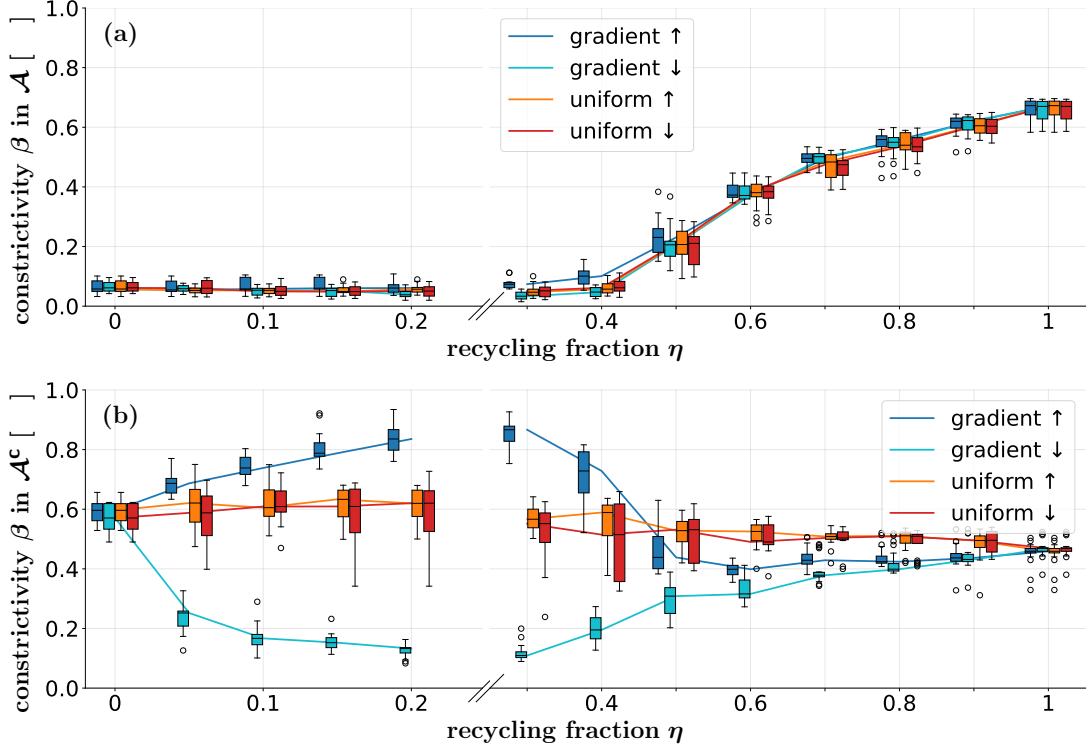 (a)
constrictivity β in 𝓐 [ ]
1.0
0.8
0.6
0.4
0.2
0.0
gradient ↑
gradient ↓
uniform ↑
uniform ↓
0 0.1 0.2 0.4 0.6 0.8 1
recycling fraction η
(b)
constrictivity β in 𝓐ᶜ [ ]
1.0
0.8
0.6
0.4
0.2
0.0
gradient ↑
gradient ↓
uniform ↑
uniform ↓
0 0.1 0.2 0.4 0.6 0.8 1
recycling fraction η